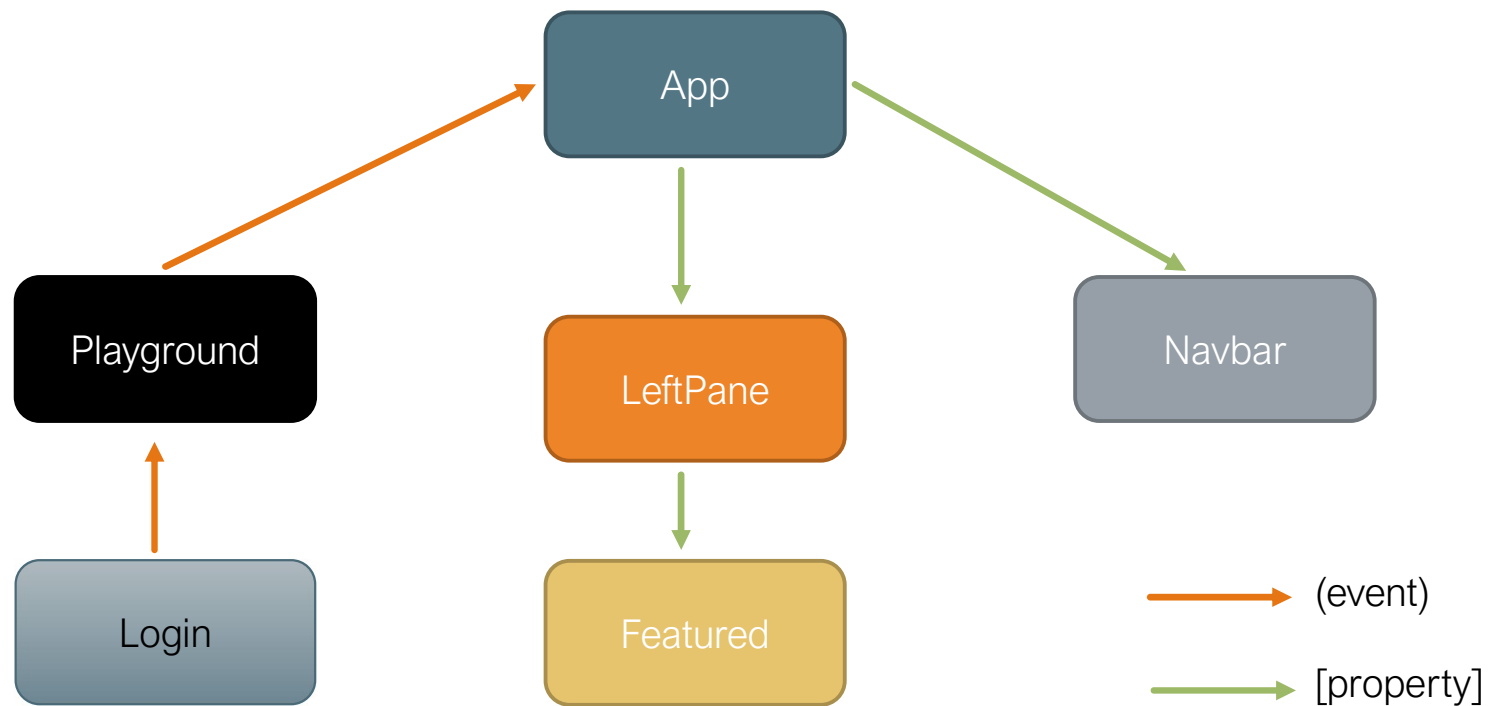 App
Playground
LeftPane
Navbar
Login
Featured
(event)
[property]